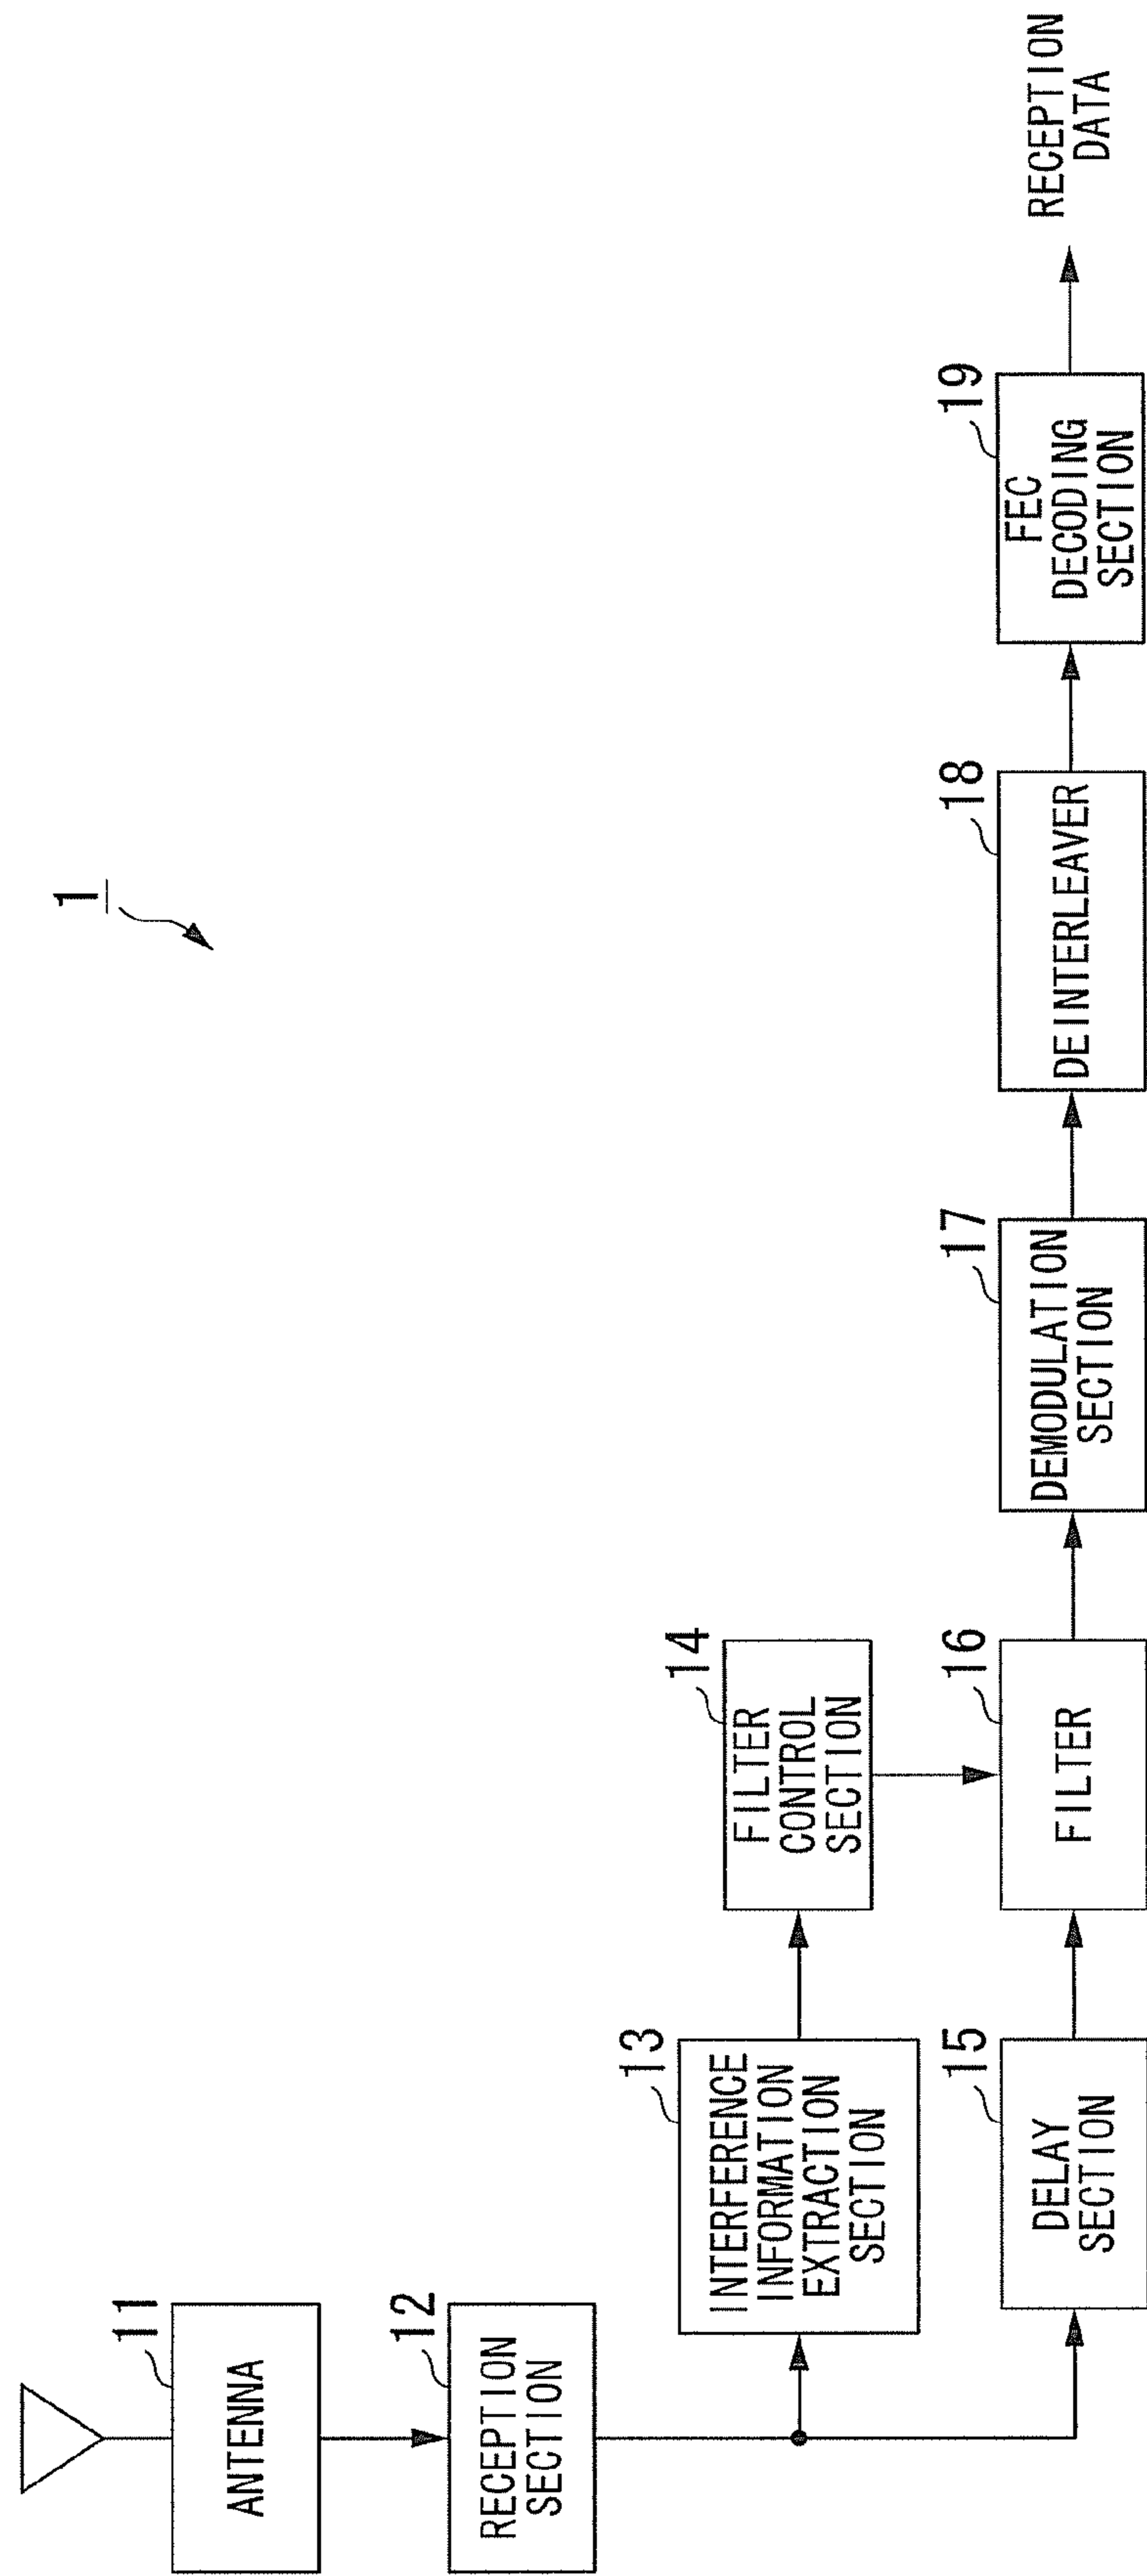 1
11
ANTENNA
12
RECEPTION
SECTION
13
INTERFERENCE
INFORMATION
EXTRACTION
SECTION
14
FILTER
CONTROL
SECTION
15
DELAY
SECTION
16
FILTER
17
DEMODULATION
SECTION
18
DEINTERLEAVER
19
FEC
DECODING
SECTION
RECEPTION
DATA